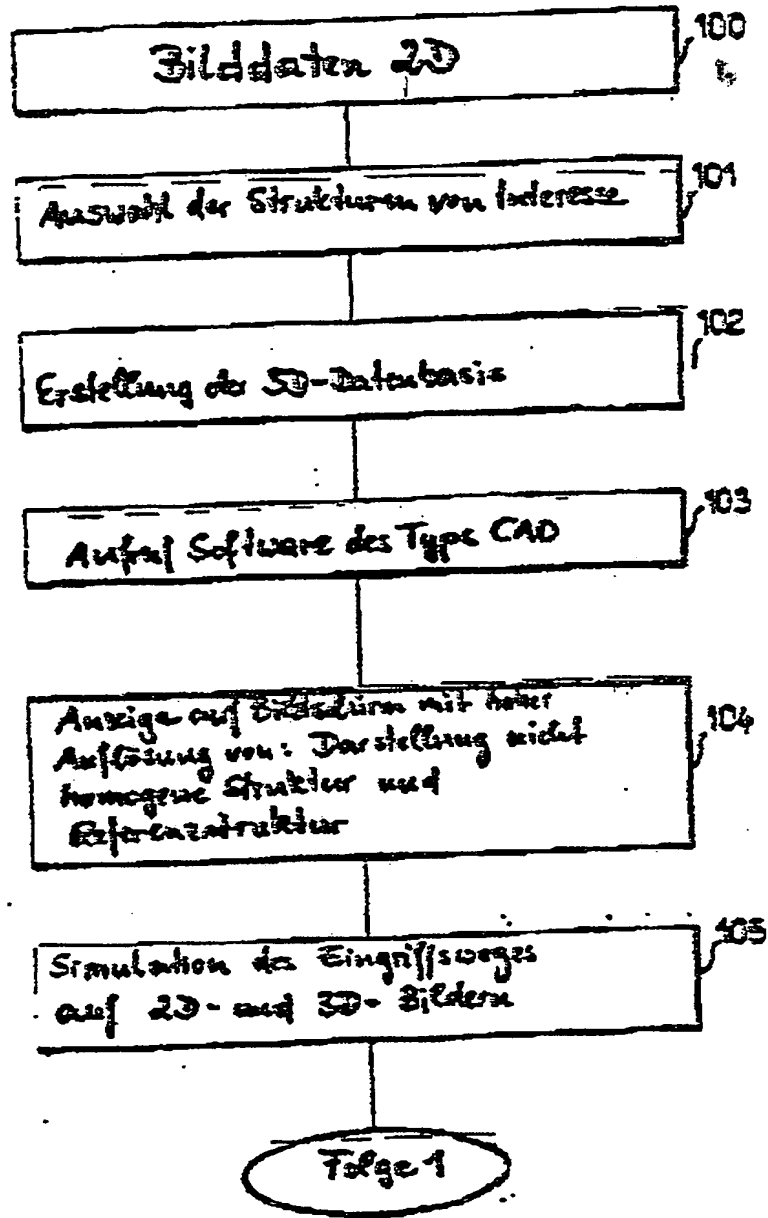 Bilddaten 2D
100
Auswahl der Strukturen von Interesse
101
Erstellung der 3D-Datenbasis
102
Aufruf Software des Type CAD
103
Anzeige auf Bildschirm mit hoher
Auflösung von: Darstellung nicht
homogene Struktur und
Referenzstruktur
104
Simulation des Eingriffsweges
auf 2D- und 3D- Bildern
105
Folge 1